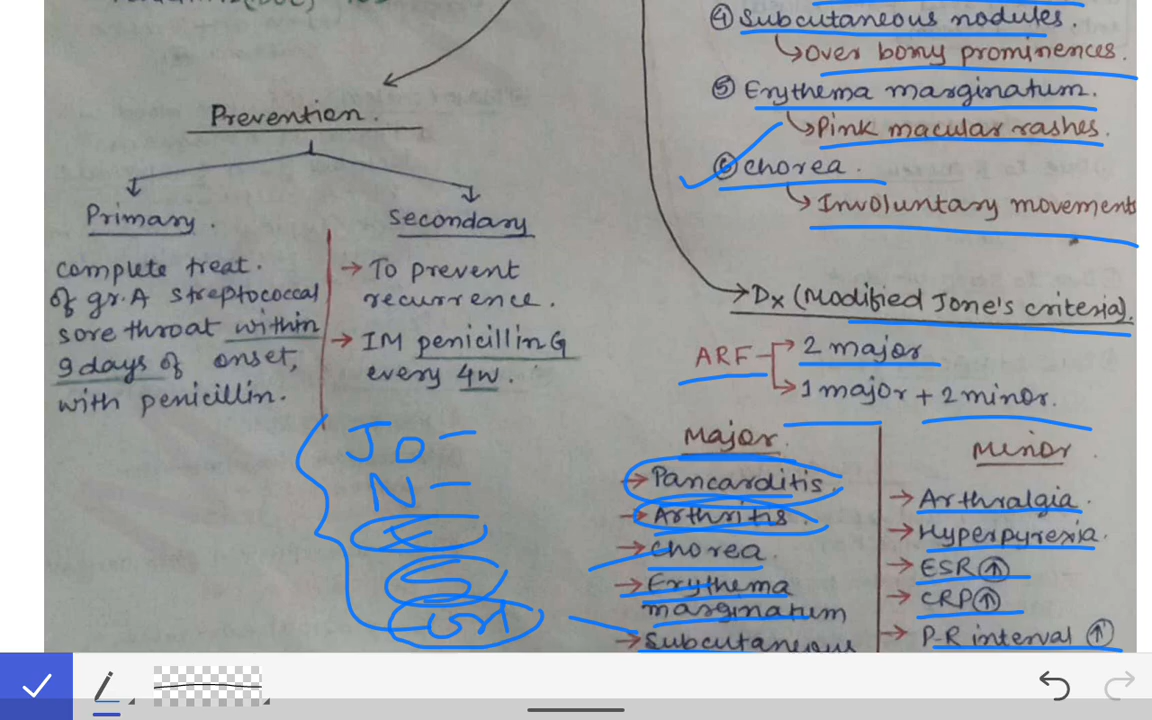 Prevention.
Primary.
complete treat.
of gr. A streptococcal
sore throat within
9 days of onset,
with penicillin.
Secondary
→ To prevent
recurrence.
→ IM penicillin G
every 4w.
④ Subcutaneous nodules.
↳ Over bony prominences.
⑤ Erythema marginatum.
↳ Pink macular rashes.
⑥ Chorea.
↳ Involuntary movement
→ Dx (Modified Jone's criteria).
ARF → 2 major
→ 1 major + 2 minor.
Major.
→ Pancarditis.
→ Arthritis.
→ Chorea.
→ Erythema
marginatum
→ Subcutaneous
Minor.
→ Arthralgia.
→ Hyperpyrexia.
→ ESR ↑
→ CRP ↑
→ P-R interval ↑
JO-
N-